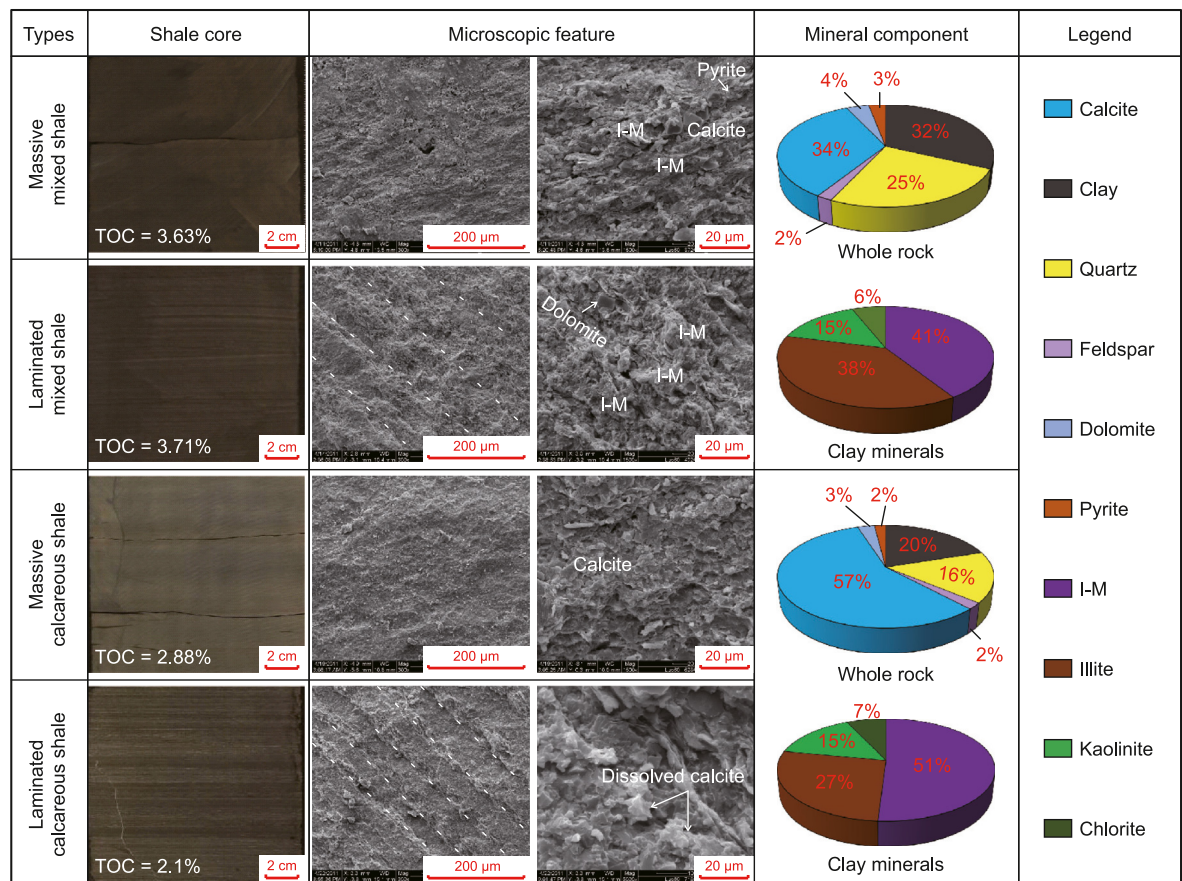 Types
Shale core
Microscopic feature
Mineral component
Legend
Massive
mixed shale
TOC = 3.63%
2 cm
200 μm
Pyrite
I-M
Calcite
I-M
20 μm
4%
3%
32%
34%
25%
2%
Whole rock
Laminated
mixed shale
TOC = 3.71%
2 cm
200 μm
Dolomite
I-M
I-M
I-M
20 μm
6%
15%
41%
38%
Clay minerals
Massive
calcareous shale
TOC = 2.88%
2 cm
200 μm
Calcite
20 μm
3%
2%
20%
57%
16%
2%
Whole rock
Laminated
calcareous shale
TOC = 2.1%
2 cm
200 μm
Dissolved calcite
20 μm
7%
15%
51%
27%
Clay minerals
Calcite
Clay
Quartz
Feldspar
Dolomite
Pyrite
I-M
Illite
Kaolinite
Chlorite